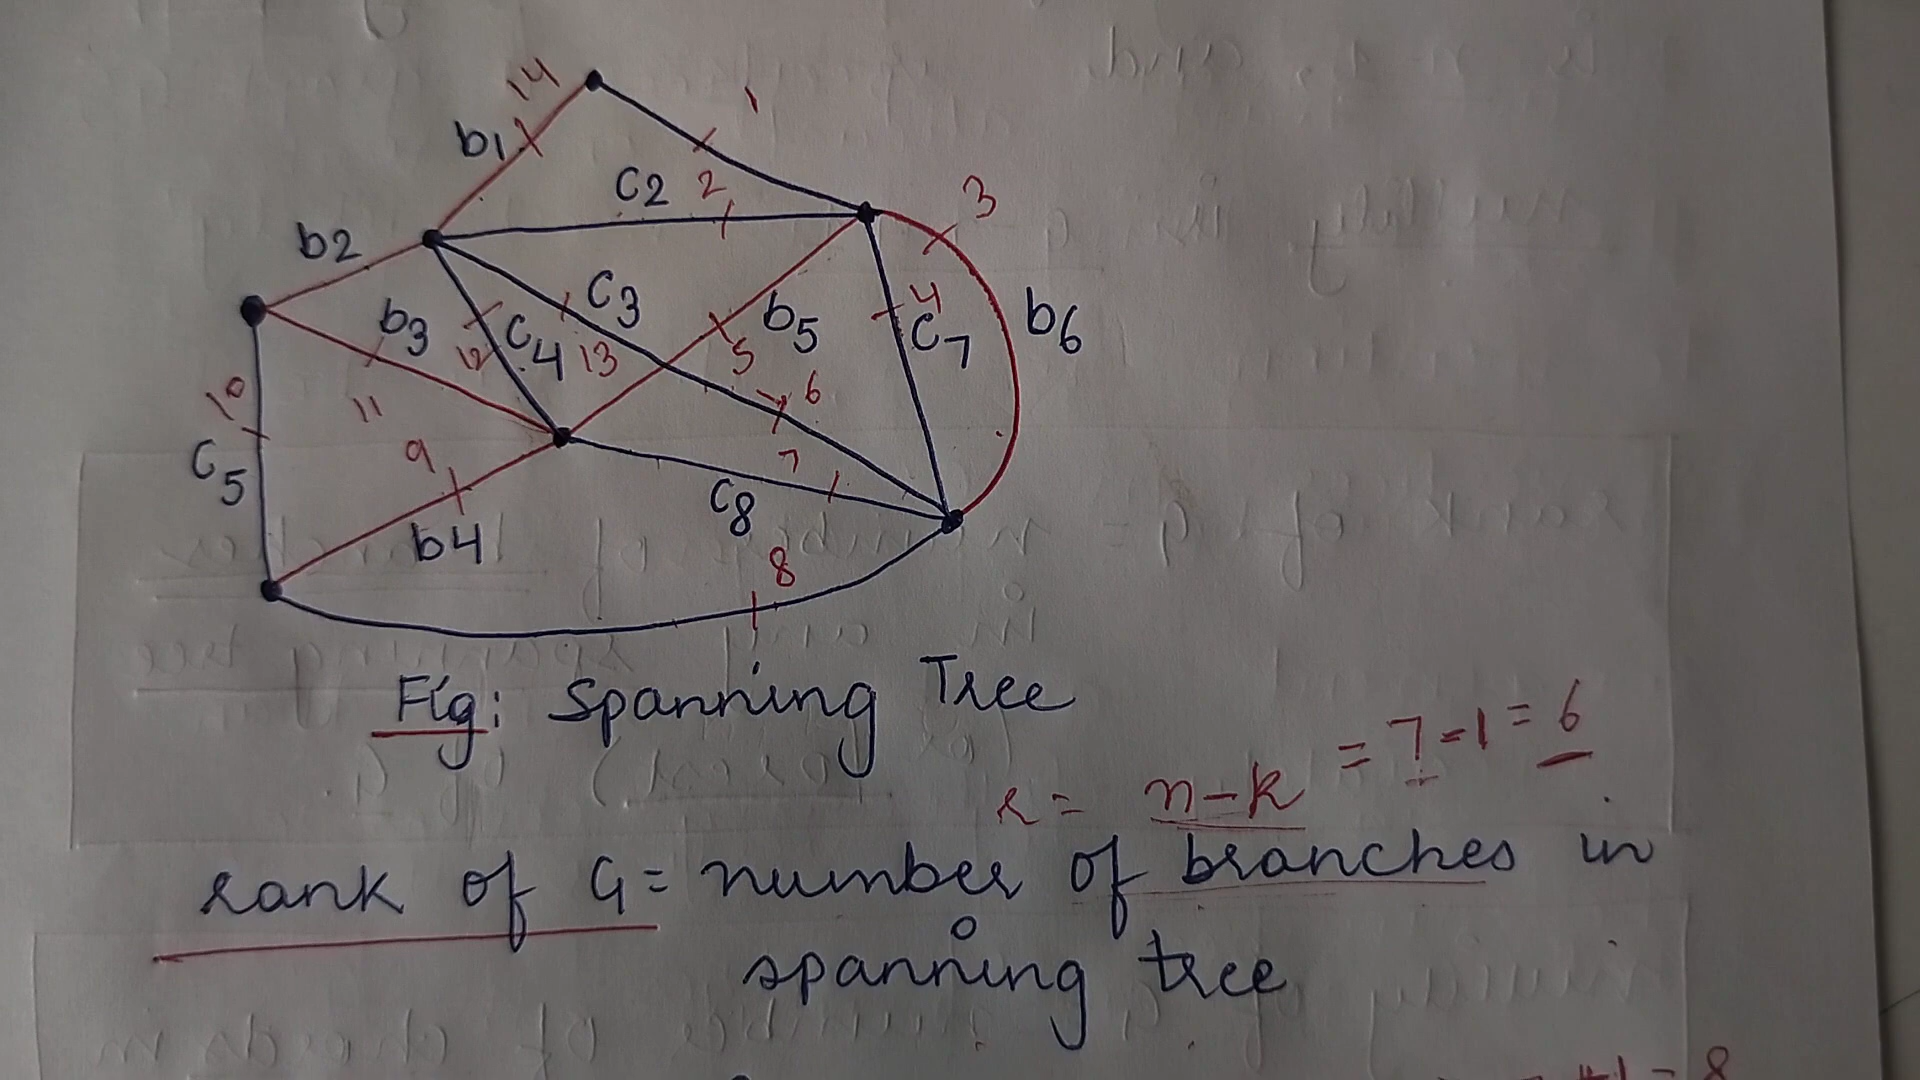 14
1
b1
C2 2
3
b2
C3
b3
C4
13
b5
5
4
C7
b6
12
6
10
11
9
7
C5
C8
b4
8
Fig: Spanning Tree
r = n-k = 7-1 = 6
rank of G = number of branches in
spanning tree